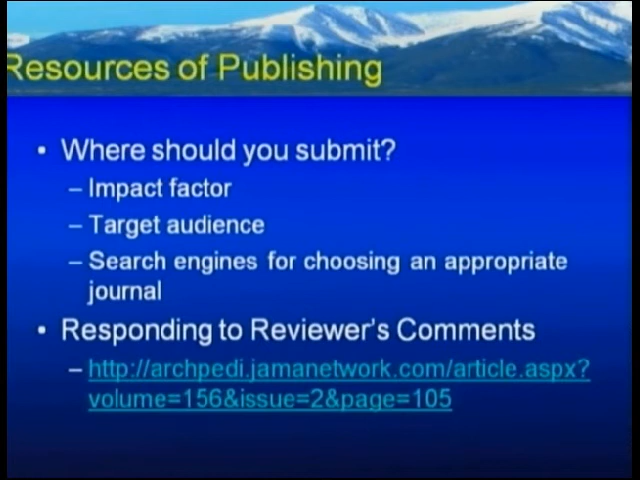 Resources of Publishing
• Where should you submit?
– Impact factor
– Target audience
– Search engines for choosing an appropriate
journal
• Responding to Reviewer's Comments
– http://archpedi.jamanetwork.com/article.aspx?
volume=156&issue=2&page=105